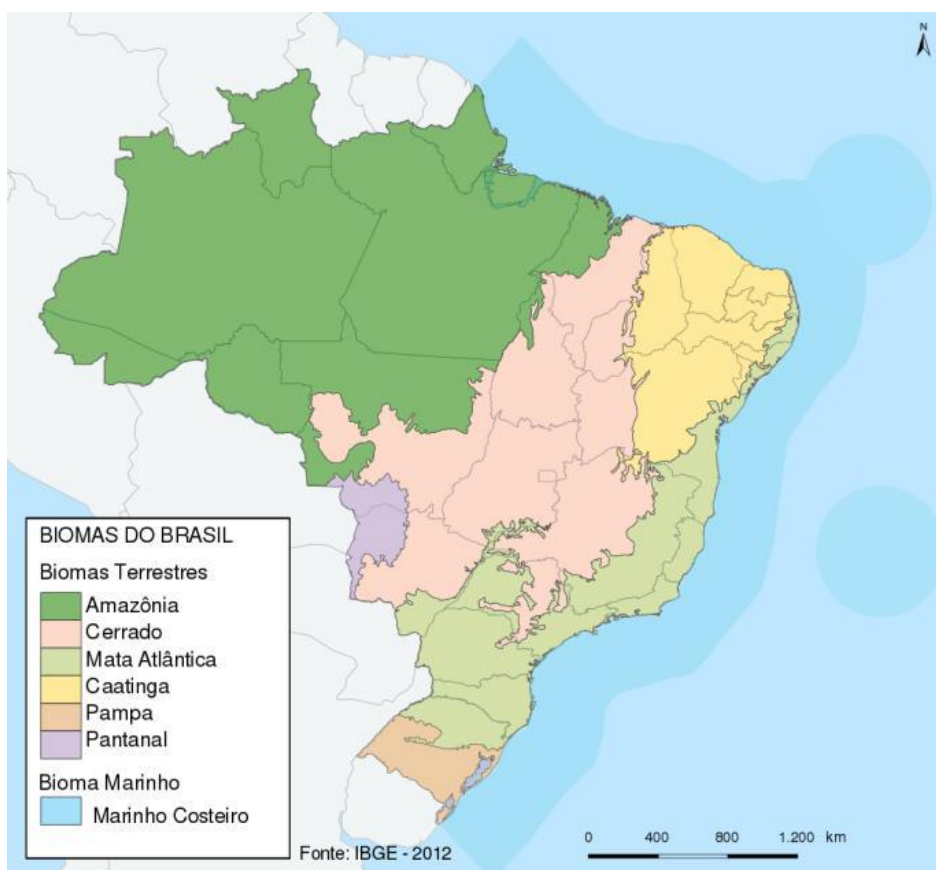 N
BIOMAS DO BRASIL
Biomas Terrestres
Amazônia
Cerrado
Mata Atlântica
Caatinga
Pampa
Pantanal
Bioma Marinho
Marinho Costeiro
Fonte: IBGE - 2012
0 400 800 1.200 km